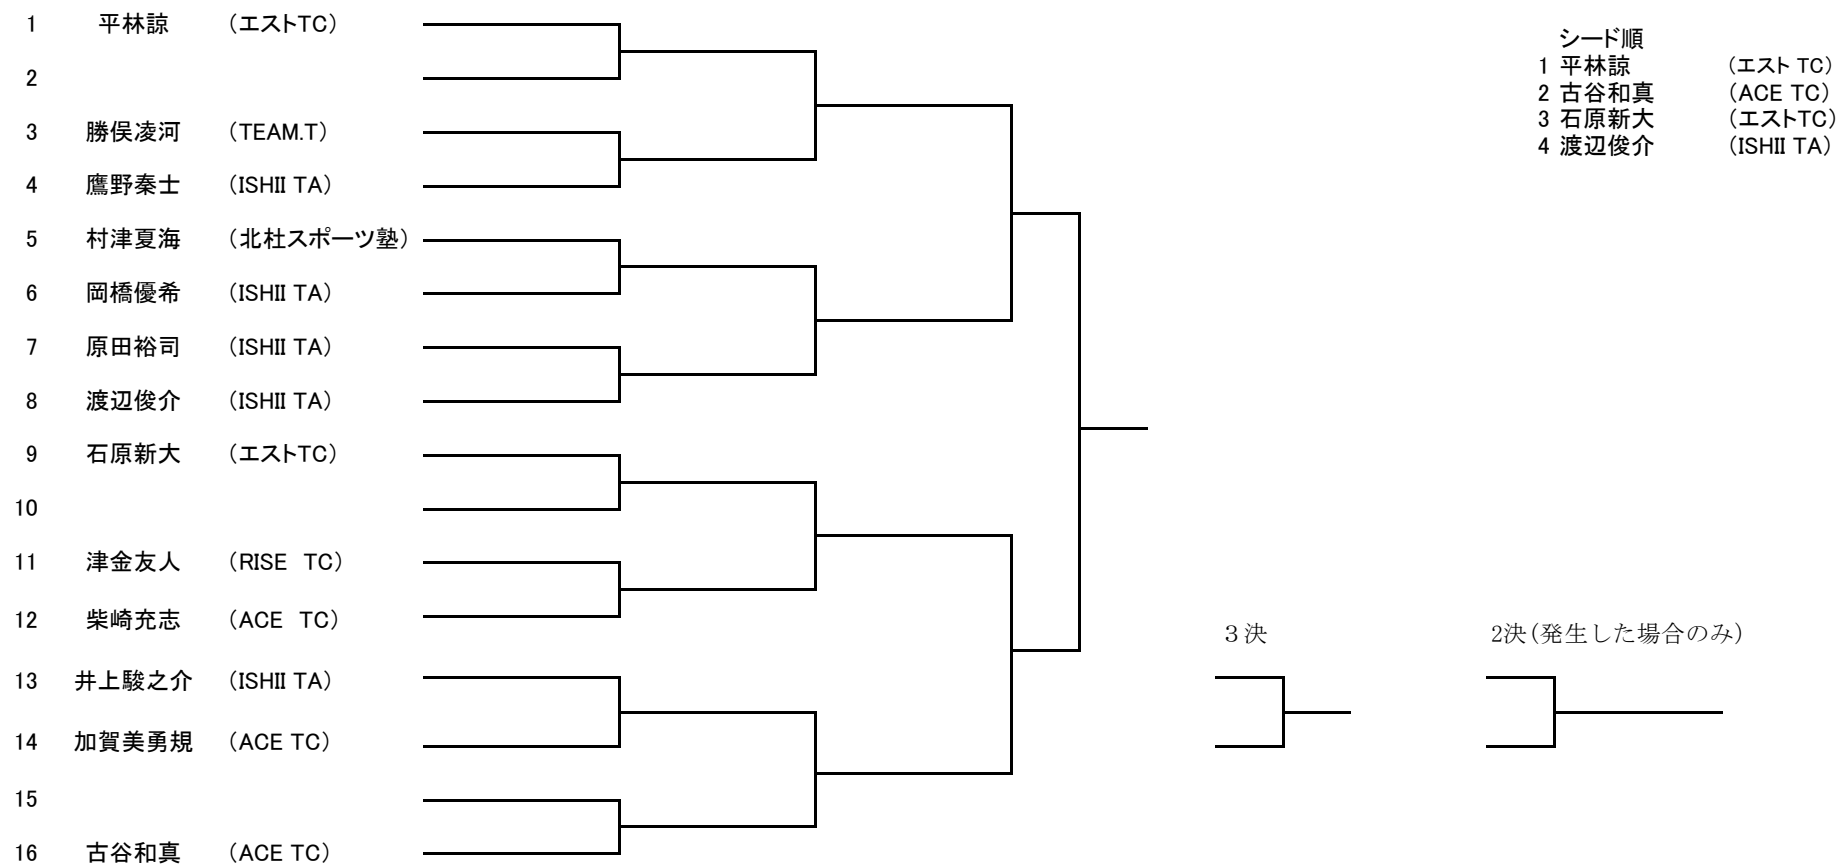 1 平林諒 （エストTC）
2
3 勝俣凌河 （TEAM.T）
4 鷹野秦士 （ISHII TA）
5 村津夏海 （北杜スポーツ塾）
6 岡橋優希 （ISHII TA）
7 原田裕司 （ISHII TA）
8 渡辺俊介 （ISHII TA）
9 石原新大 （エストTC）
10
11 津金友人 （RISE　TC）
12 柴崎充志 （ACE　TC）
13 井上駿之介 （ISHII TA）
14 加賀美勇規 （ACE TC）
15
16 古谷和真 （ACE TC）
シード順
1 平林諒 （エスト TC）
2 古谷和真 （ACE TC）
3 石原新大 （エストTC）
4 渡辺俊介 （ISHII TA）
３決
2決（発生した場合のみ）